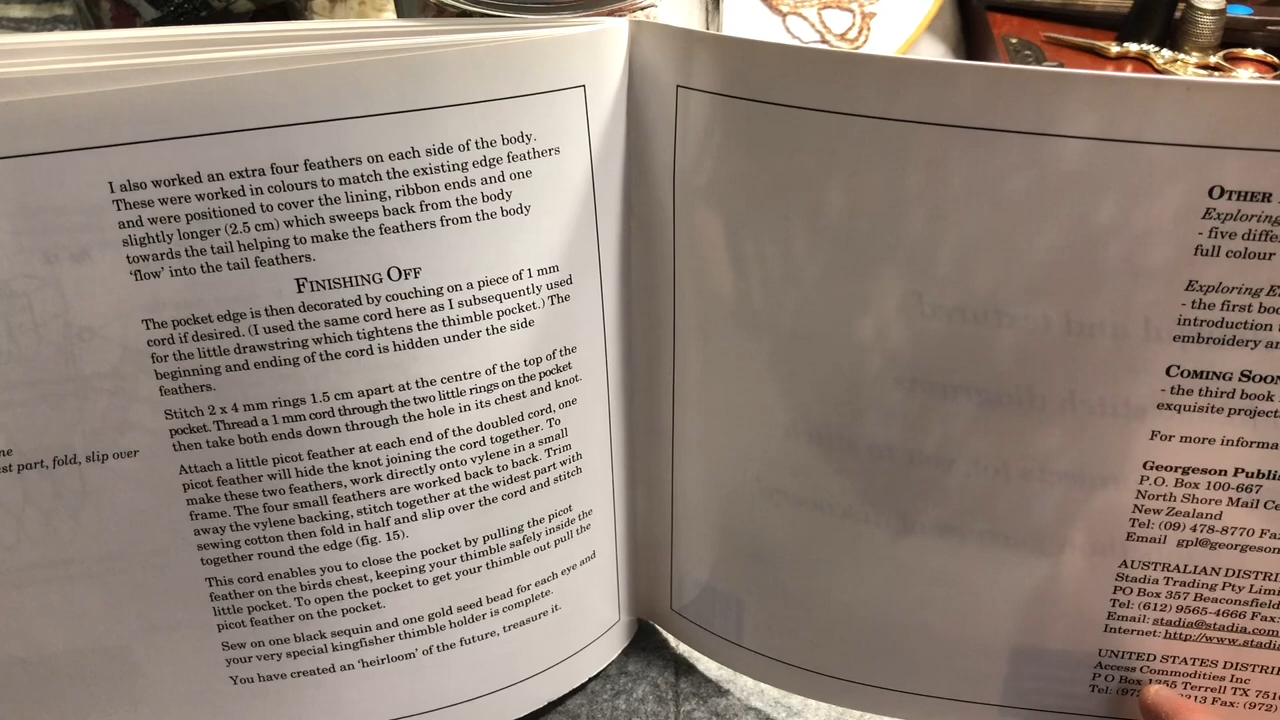 ne
st part, fold, slip over
I also worked an extra four feathers on each side of the body.
These were worked in colours to match the existing edge feathers
and were positioned to cover the lining, ribbon ends and one
slightly longer (2.5 cm) which sweeps back from the body
towards the tail helping to make the feathers from the body
‘flow’ into the tail feathers.
FINISHING OFF
The pocket edge is then decorated by couching on a piece of 1 mm
cord if desired. (I used the same cord here as I subsequently used
for the little drawstring which tightens the thimble pocket.) The
beginning and ending of the cord is hidden under the side
feathers.
Stitch 2 x 4 mm rings 1.5 cm apart at the centre of the top of the
pocket. Thread a 1 mm cord through the two little rings on the pocket
then take both ends down through the hole in its chest and knot.
Attach a little picot feather at each end of the doubled cord, one
picot feather will hide the knot joining the cord together. To
make these two feathers, work directly onto vylene in a small
frame. The four small feathers are worked back to back. Trim
away the vylene backing, stitch together at the widest part with
sewing cotton then fold in half and slip over the cord and stitch
together round the edge (fig. 15).
This cord enables you to close the pocket by pulling the picot
feather on the birds chest, keeping your thimble safely inside the
little pocket. To open the pocket to get your thimble out pull the
picot feather on the pocket.
Sew on one black sequin and one gold seed bead for each eye and
your very special kingfisher thimble holder is complete.
You have created an ‘heirloom’ of the future, treasure it.
OTHER
Exploring
- five diffe
full colour
Exploring E
- the first boo
introduction
embroidery an
COMING SOON
- the third book
exquisite project
For more informa
Georgeson Publis
P.O. Box 100-667
North Shore Mail Ce
New Zealand
Tel: (09) 478-8770 Fax
Email gpl@georgeson
AUSTRALIAN DISTRI
Stadia Trading Pty Limi
PO Box 357 Beaconsfield
Tel: (612) 9565-4666 Fax:
Email: stadia@stadia.com
Internet: http://www.stadia
UNITED STATES DISTRI
Access Commodities Inc
P O Box 1355 Terrell TX 751
Tel: (972 313 Fax: (972)